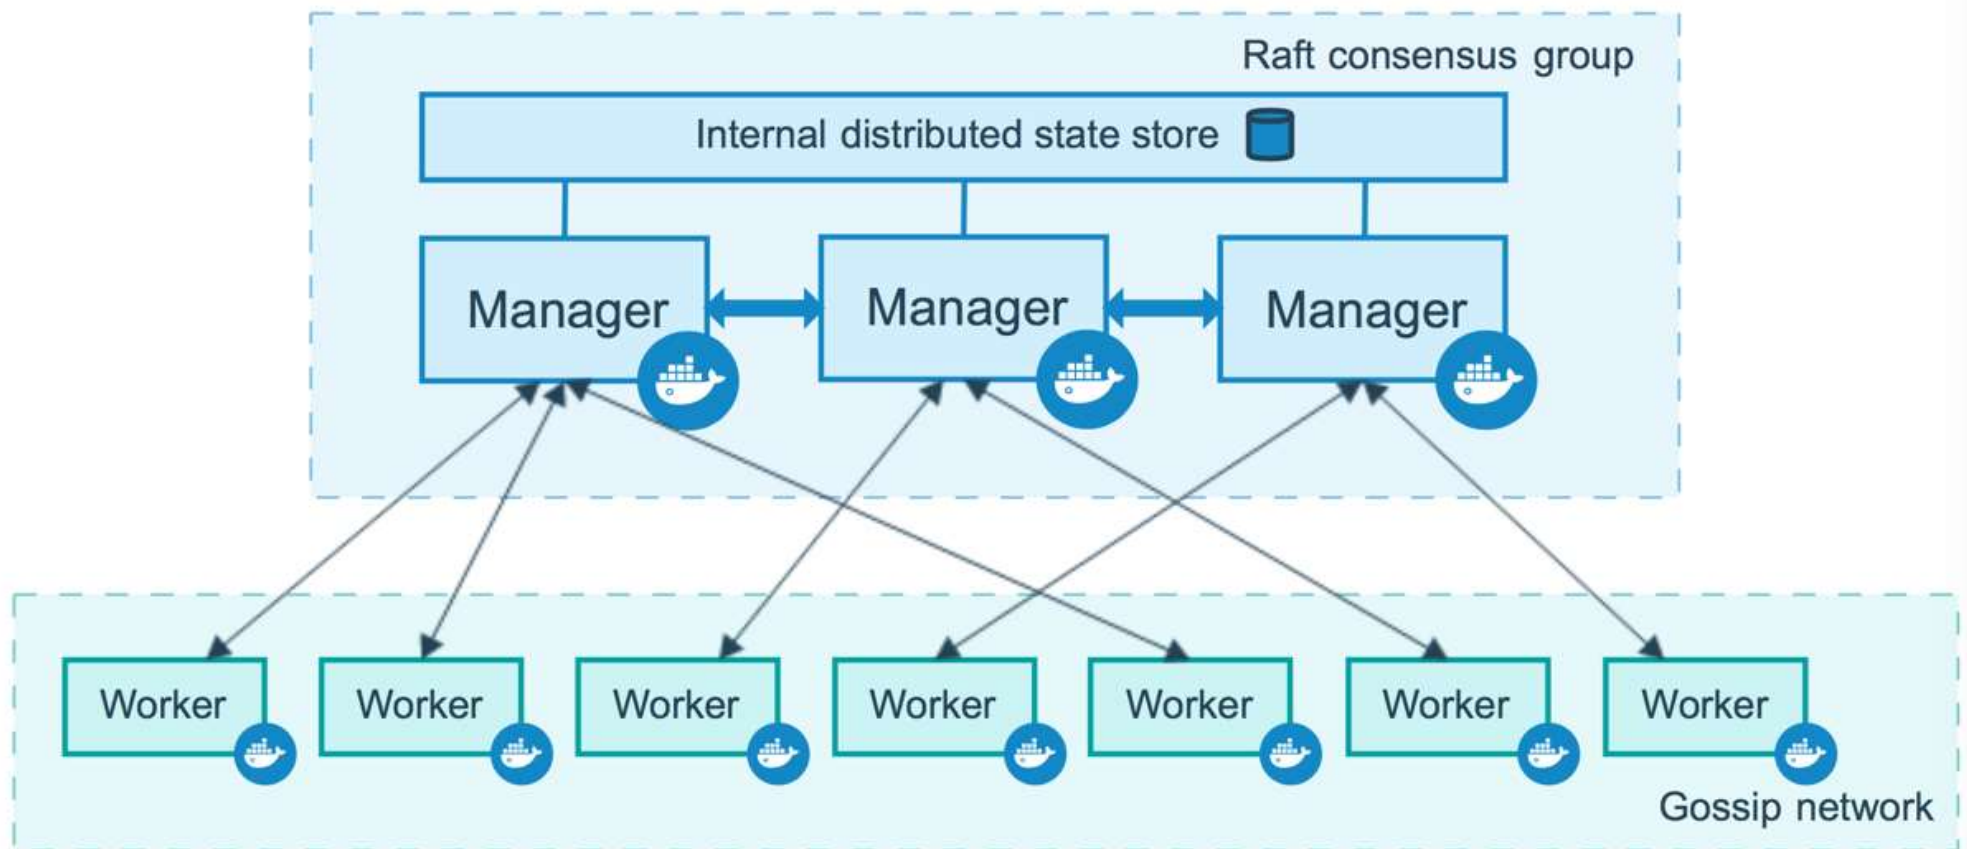 Raft consensus group
Internal distributed state store
Manager
Manager
Manager
Worker
Worker
Worker
Worker
Worker
Worker
Worker
Gossip network